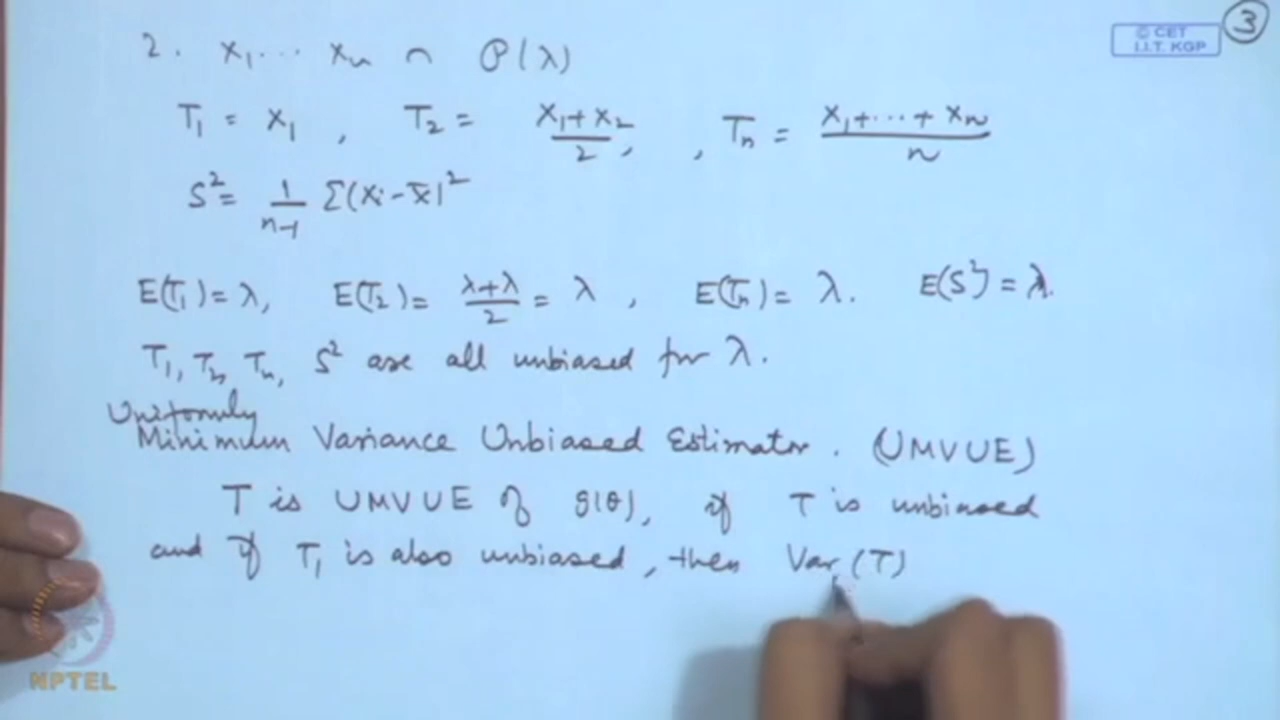 © CET
I.I.T. KGP
3
2. X₁... Xₙ ∩ P(λ)
T₁ = X₁, T₂ = (X₁+X₂)/2, , Tₙ = (X₁+...+Xₙ)/n
S² = 1/(n-1) Σ(Xi-X̄)²
E(T₁)=λ, E(T₂)= (λ+λ)/2 = λ, E(Tₙ)= λ. E(S²)=λ.
T₁, T₂, Tₙ, S² are all unbiased for λ.
Uniformly
Minimum Variance Unbiased Estimator. (UMVUE)
T is UMVUE of g(θ), if T is unbiased
and if T₁ is also unbiased, then Var(T)
NPTEL